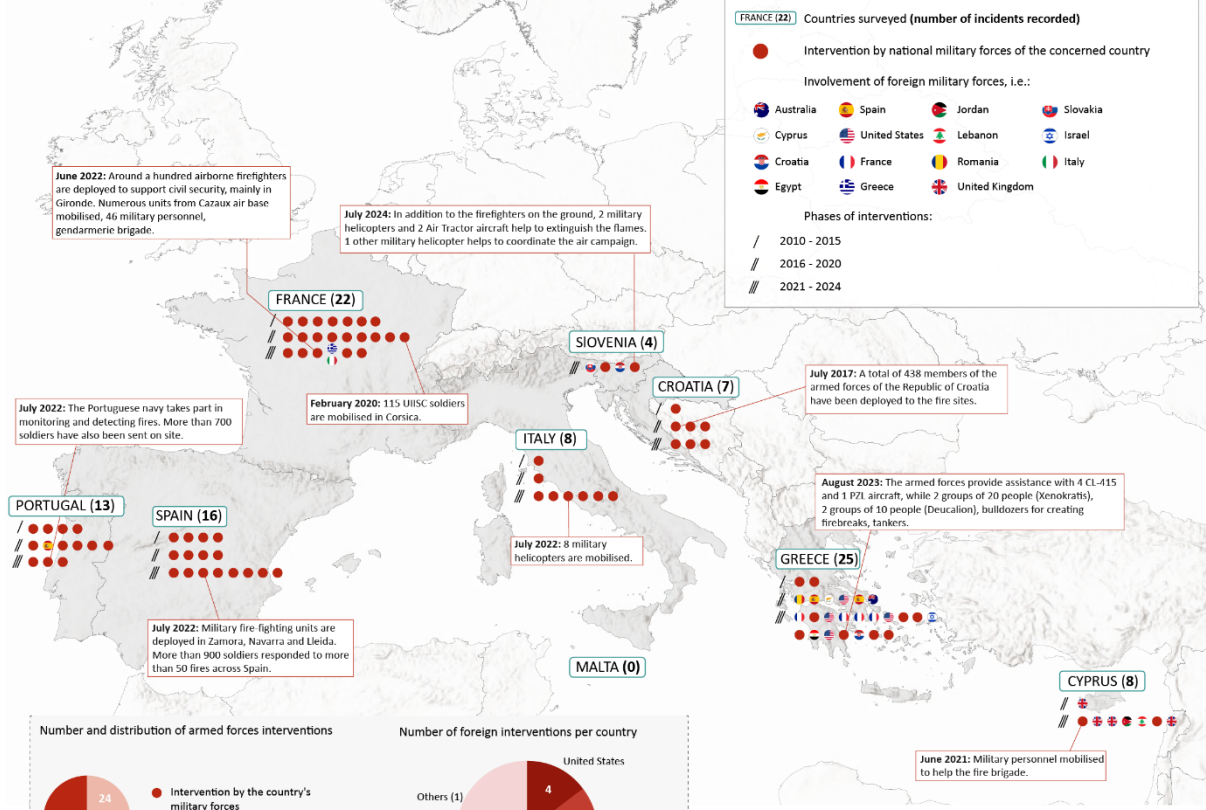 FRANCE (22) Countries surveyed (number of incidents recorded)
Intervention by national military forces of the concerned country
Involvement of foreign military forces, i.e.:
Australia Spain Jordan Slovakia
Cyprus United States Lebanon Israel
Croatia France Romania Italy
Egypt Greece United Kingdom
Phases of interventions:
/ 2010 - 2015
// 2016 - 2020
/// 2021 - 2024
June 2022: Around a hundred airborne firefighters
are deployed to support civil security, mainly in
Gironde. Numerous units from Cazaux air base
mobilised, 46 military personnel,
gendarmerie brigade.
July 2024: In addition to the firefighters on the ground, 2 military
helicopters and 2 Air Tractor aircraft help to extinguish the flames.
1 other military helicopter helps to coordinate the air campaign.
FRANCE (22)
/
//
///
February 2020: 115 UIISC soldiers
are mobilised in Corsica.
SlOVENIA (4)
///
CROATIA (7)
/
//
///
July 2017: A total of 438 members of the
armed forces of the Republic of Croatia
have been deployed to the fire sites.
July 2022: The Portuguese navy takes part in
monitoring and detecting fires. More than 700
soldiers have also been sent on site.
ITALY (8)
/
//
///
July 2022: 8 military
helicopters are mobilised.
August 2023: The armed forces provide assistance with 4 CL-415
and 1 PZL aircraft, while 2 groups of 20 people (Xenokratis),
2 groups of 10 people (Deucalion), bulldozers for creating
firebreaks, tankers.
PORTUGAL (13)
/
//
///
SPAIN (16)
/
//
///
July 2022: Military fire-fighting units are
deployed in Zamora, Navarra and Lleida.
More than 900 soldiers responded to more
than 50 fires across Spain.
GREECE (25)
/
//
///
MALTA (0)
CYPRUS (8)
//
///
June 2021: Military personnel mobilised
to help the fire brigade.
Number and distribution of armed forces interventions
24
Intervention by the country's
military forces
Number of foreign interventions per country
United States
4
Others (1)